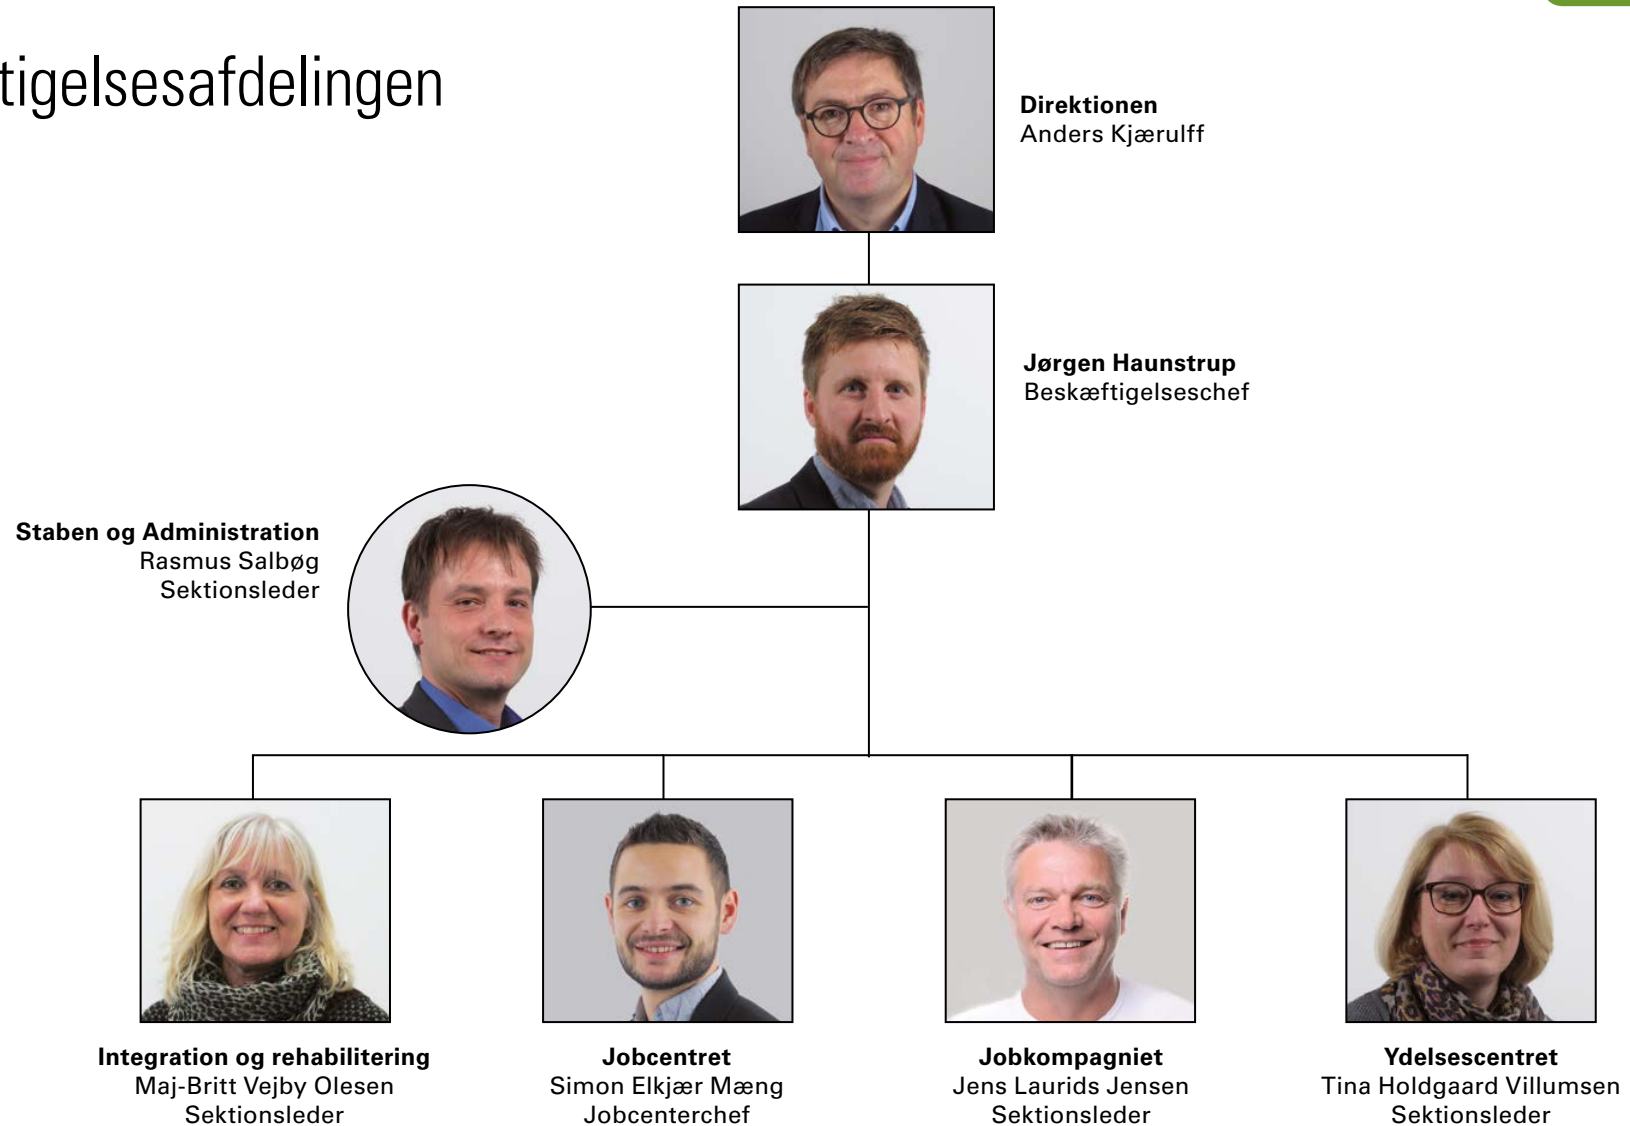 tigelsesafdelingen
Direktionen
Anders Kjærulff
Jørgen Haunstrup
Beskæftigelseschef
Staben og Administration
Rasmus Salbøg
Sektionsleder
Integration og rehabilitering
Maj-Britt Vejby Olesen
Sektionsleder
Jobcentret
Simon Elkjær Mæng
Jobcenterchef
Jobkompagniet
Jens Laurids Jensen
Sektionsleder
Ydelsescentret
Tina Holdgaard Villumsen
Sektionsleder